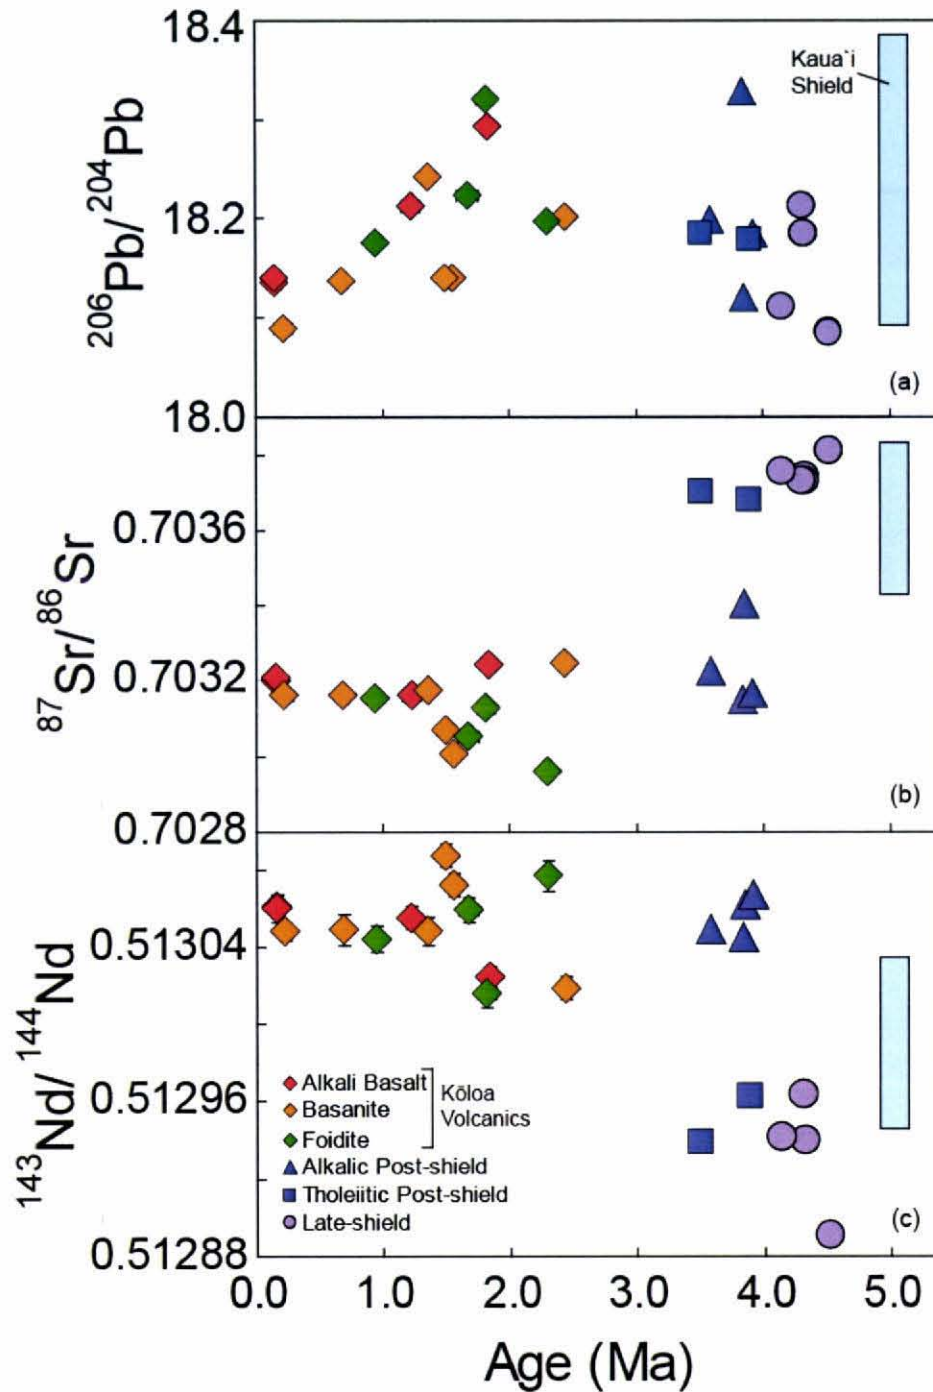 18.4
Kaua`i
Shield
²⁰⁶Pb/²⁰⁴Pb
18.2
(a)
18.0
0.7036
⁸⁷Sr/⁸⁶Sr
0.7032
(b)
0.7028
0.51304
¹⁴³Nd/ ¹⁴⁴Nd
Alkali Basalt
Kōloa
Volcanics
Basanite
0.51296
Foidite
Alkalic Post-shield
Tholeiitic Post-shield
Late-shield
(c)
0.51288
0.0 1.0 2.0 3.0 4.0 5.0
Age (Ma)